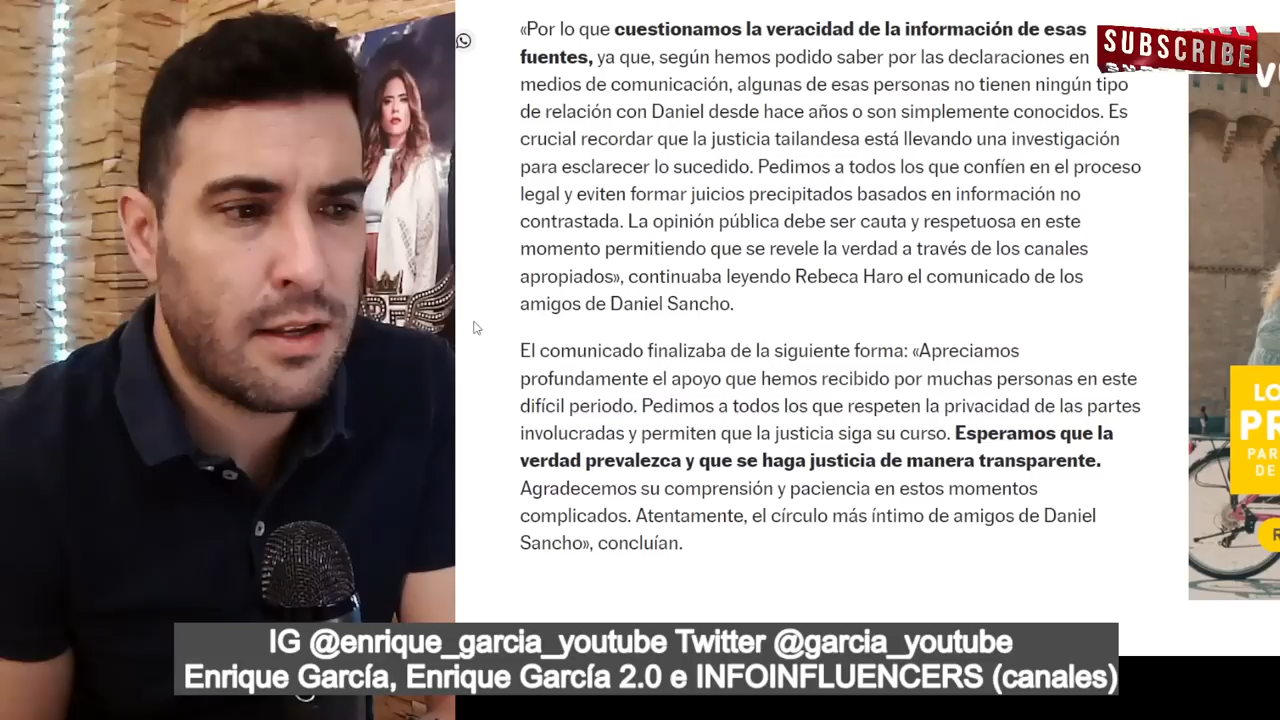 «Por lo que cuestionamos la veracidad de la información de esas
fuentes, ya que, según hemos podido saber por las declaraciones en
medios de comunicación, algunas de esas personas no tienen ningún tipo
de relación con Daniel desde hace años o son simplemente conocidos. Es
crucial recordar que la justicia tailandesa está llevando una investigación
para esclarecer lo sucedido. Pedimos a todos los que confíen en el proceso
legal y eviten formar juicios precipitados basados en información no
contrastada. La opinión pública debe ser cauta y respetuosa en este
momento permitiendo que se revele la verdad a través de los canales
apropiados», continuaba leyendo Rebeca Haro el comunicado de los
amigos de Daniel Sancho.
El comunicado finalizaba de la siguiente forma: «Apreciamos
profundamente el apoyo que hemos recibido por muchas personas en este
difícil periodo. Pedimos a todos los que respeten la privacidad de las partes
involucradas y permiten que la justicia siga su curso. Esperamos que la
verdad prevalezca y que se haga justicia de manera transparente.
Agradecemos su comprensión y paciencia en estos momentos
complicados. Atentamente, el círculo más íntimo de amigos de Daniel
Sancho», concluían.
SUBSCRIBE
LO
PR
PAR
DE
R
IG @enrique_garcia_youtube Twitter @garcia_youtube
Enrique García, Enrique García 2.0 e INFOINFLUENCERS (canales)